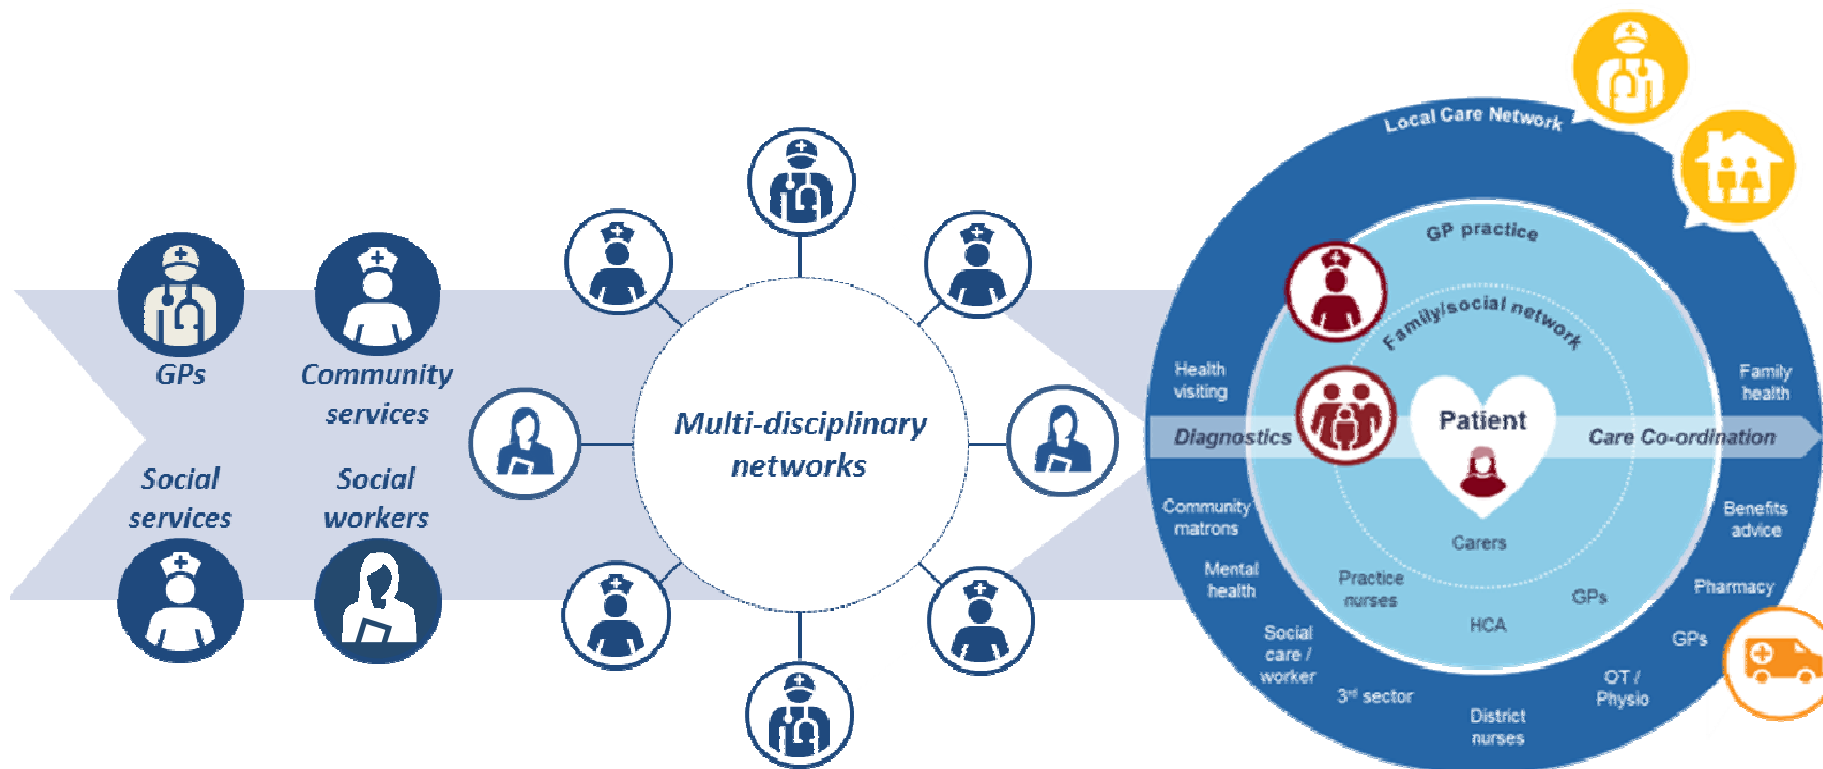 GPs
Community
services
Social
services
Social
workers
Multi-disciplinary
networks
Local Care Network
GP practice
Family/social network
Health
visiting
Family
health
Diagnostics
Patient
Care Co-ordination
Community
matrons
Benefits
advice
Carers
Mental
health
Practice
nurses
GPs
Pharmacy
HCA
Social
care /
worker
GPs
3rd sector
OT /
Physio
District
nurses